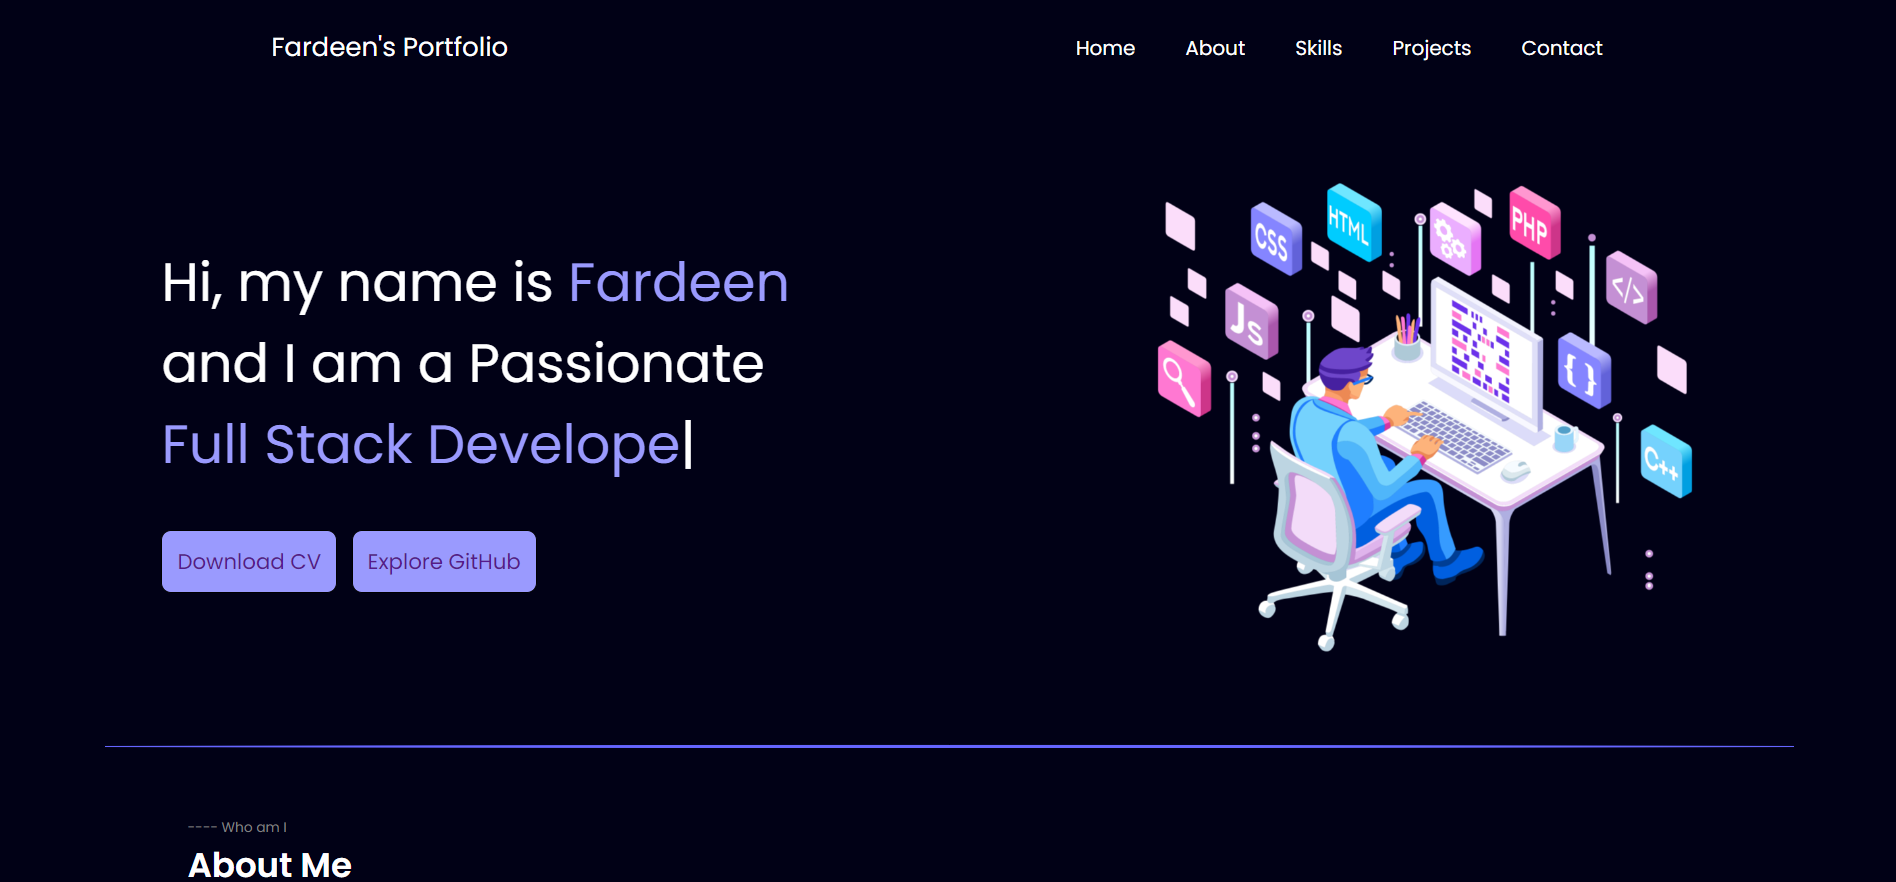 Fardeen's Portfolio
Home About Skills Projects Contact
Hi, my name is Fardeen
and I am a Passionate
Full Stack Develope|
Download CV Explore GitHub
CSS
HTML
PHP
</>
Js
{ }
C++
---- Who am I
About Me